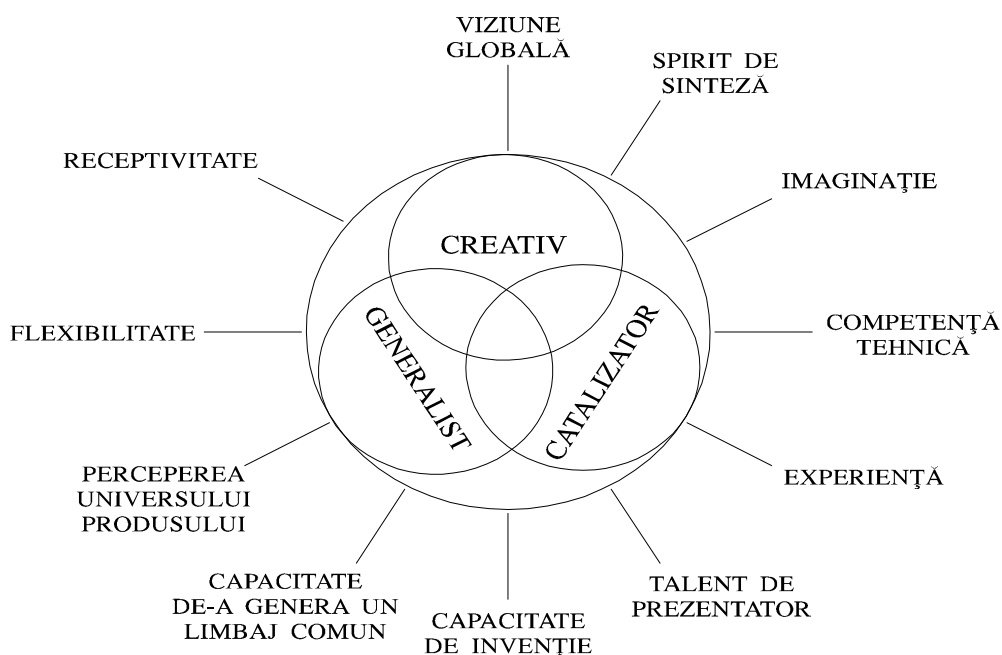 VIZIUNE
GLOBALĂ
SPIRIT DE
SINTEZĂ
RECEPTIVITATE
IMAGINAŢIE
CREATIV
GENERALIST
CATALIZATOR
FLEXIBILITATE
COMPETENŢĂ
TEHNICĂ
PERCEPEREA
UNIVERSULUI
PRODUSULUI
EXPERIENŢĂ
CAPACITATE
DE-A GENERA UN
LIMBAJ COMUN
CAPACITATE
DE INVENŢIE
TALENT DE
PREZENTATOR